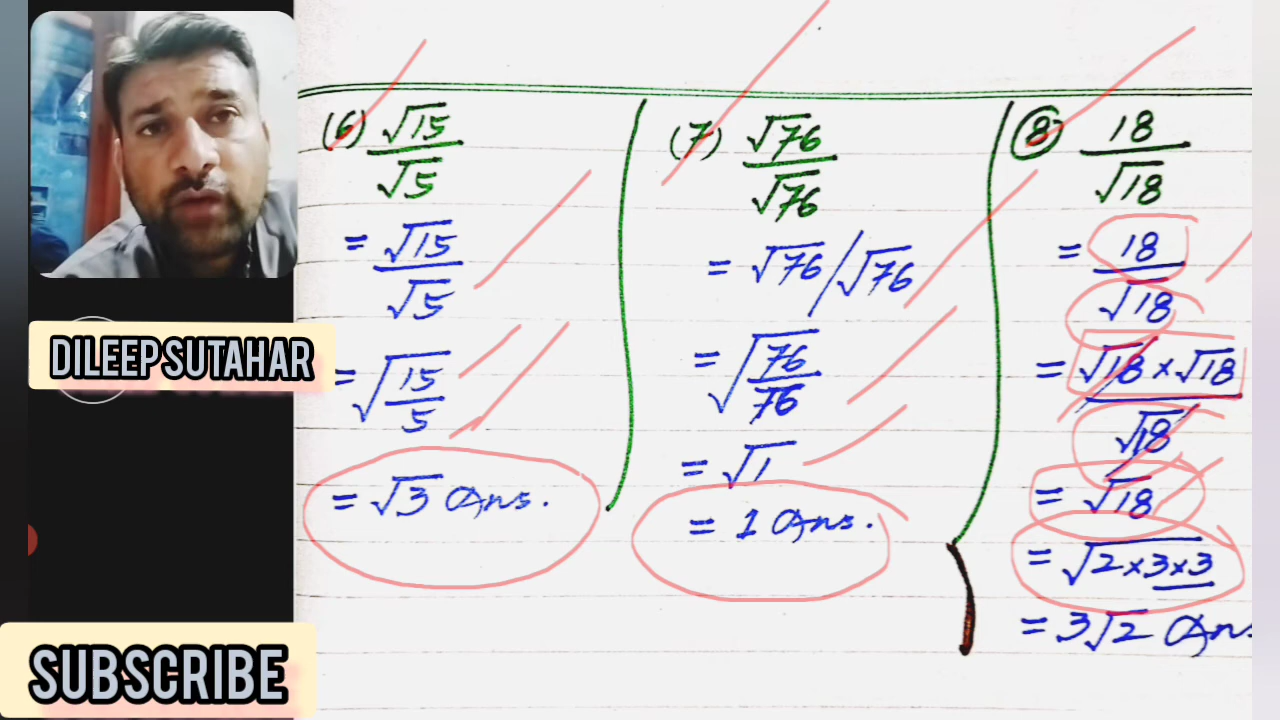 DILEEP SUTAHAR
SUBSCRIBE
(6) √15/√5
= √15/√5
= √(15/5)
= √3 Ans.
(7) √76/√76
= √76/√76
= √(76/76)
= √1
= 1 Ans.
(8) 18/√18
= 18/√18
= √18×√18/√18
= √18
= √(2×3×3)
= 3√2 An